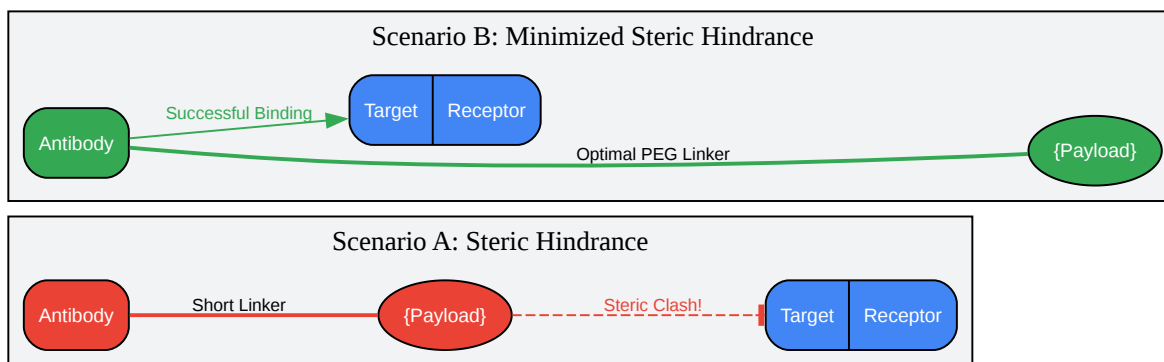 Scenario B: Minimized Steric Hindrance
Antibody
Successful Binding
Target
Receptor
Optimal PEG Linker
{Payload}
Scenario A: Steric Hindrance
Antibody
Short Linker
{Payload}
Steric Clash!
Target
Receptor